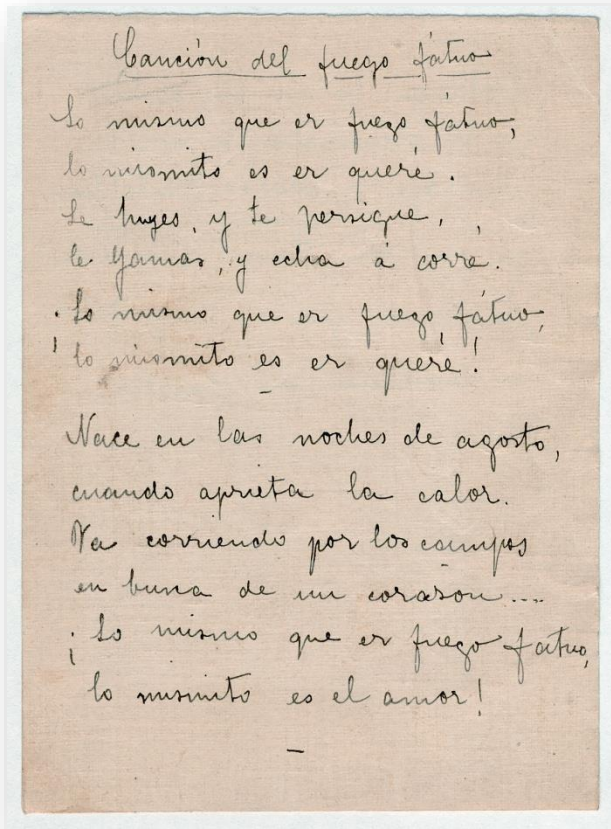 Canción del fuego fátuo
Lo mismo que er fuego fátuo,
lo mismito es er queré.
Le huyes, y te persigue,
le yamas, y echa á corré.
¡Lo mismo que er fuego fátuo,
lo mismito es er queré!
Nace en las noches de agosto,
cuando aprieta la calor.
Va corriendo por los campos
en busca de un corasón....
¡Lo mismo que er fuego fatuo,
lo mismito es el amor!